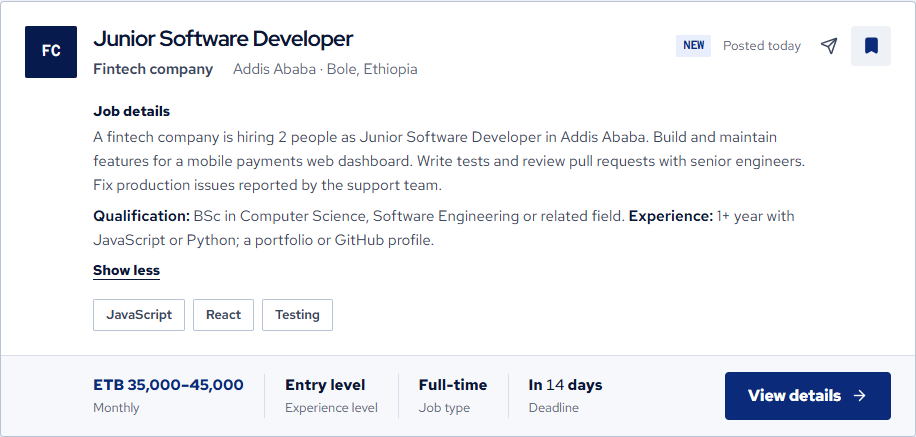 FC
Junior Software Developer
NEW
Posted today
Fintech company
Addis Ababa · Bole, Ethiopia
Job details
A fintech company is hiring 2 people as Junior Software Developer in Addis Ababa. Build and maintain
features for a mobile payments web dashboard. Write tests and review pull requests with senior engineers.
Fix production issues reported by the support team.
Qualification: BSc in Computer Science, Software Engineering or related field. Experience: 1+ year with
JavaScript or Python; a portfolio or GitHub profile.
Show less
JavaScript
React
Testing
ETB 35,000–45,000
Monthly
Entry level
Experience level
Full-time
Job type
In 14 days
Deadline
View details